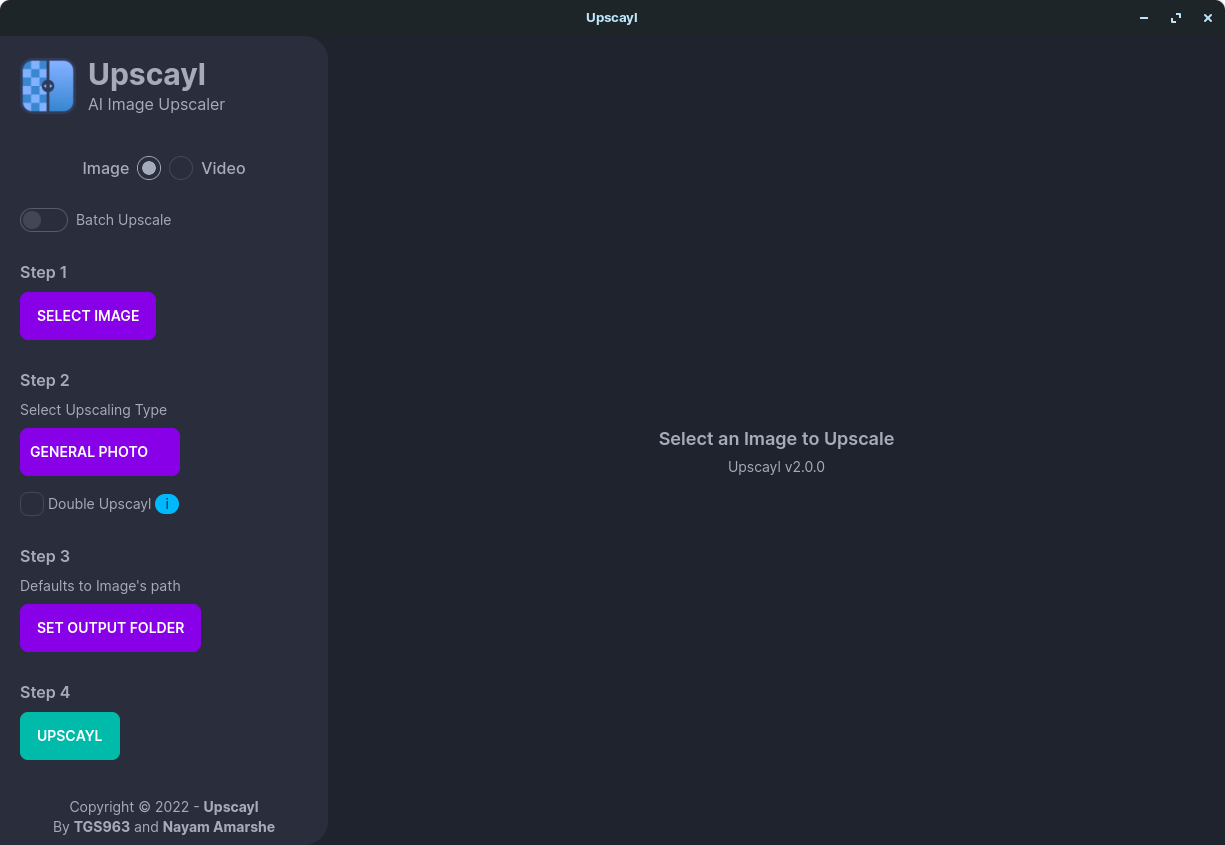 Upscayl
Upscayl
AI Image Upscaler
Image Video
Batch Upscale
Step 1
SELECT IMAGE
Step 2
Select Upscaling Type
GENERAL PHOTO
Double Upscayl i
Step 3
Defaults to Image's path
SET OUTPUT FOLDER
Step 4
UPSCAYL
Copyright © 2022 - Upscayl
By TGS963 and Nayam Amarshe
Select an Image to Upscale
Upscayl v2.0.0